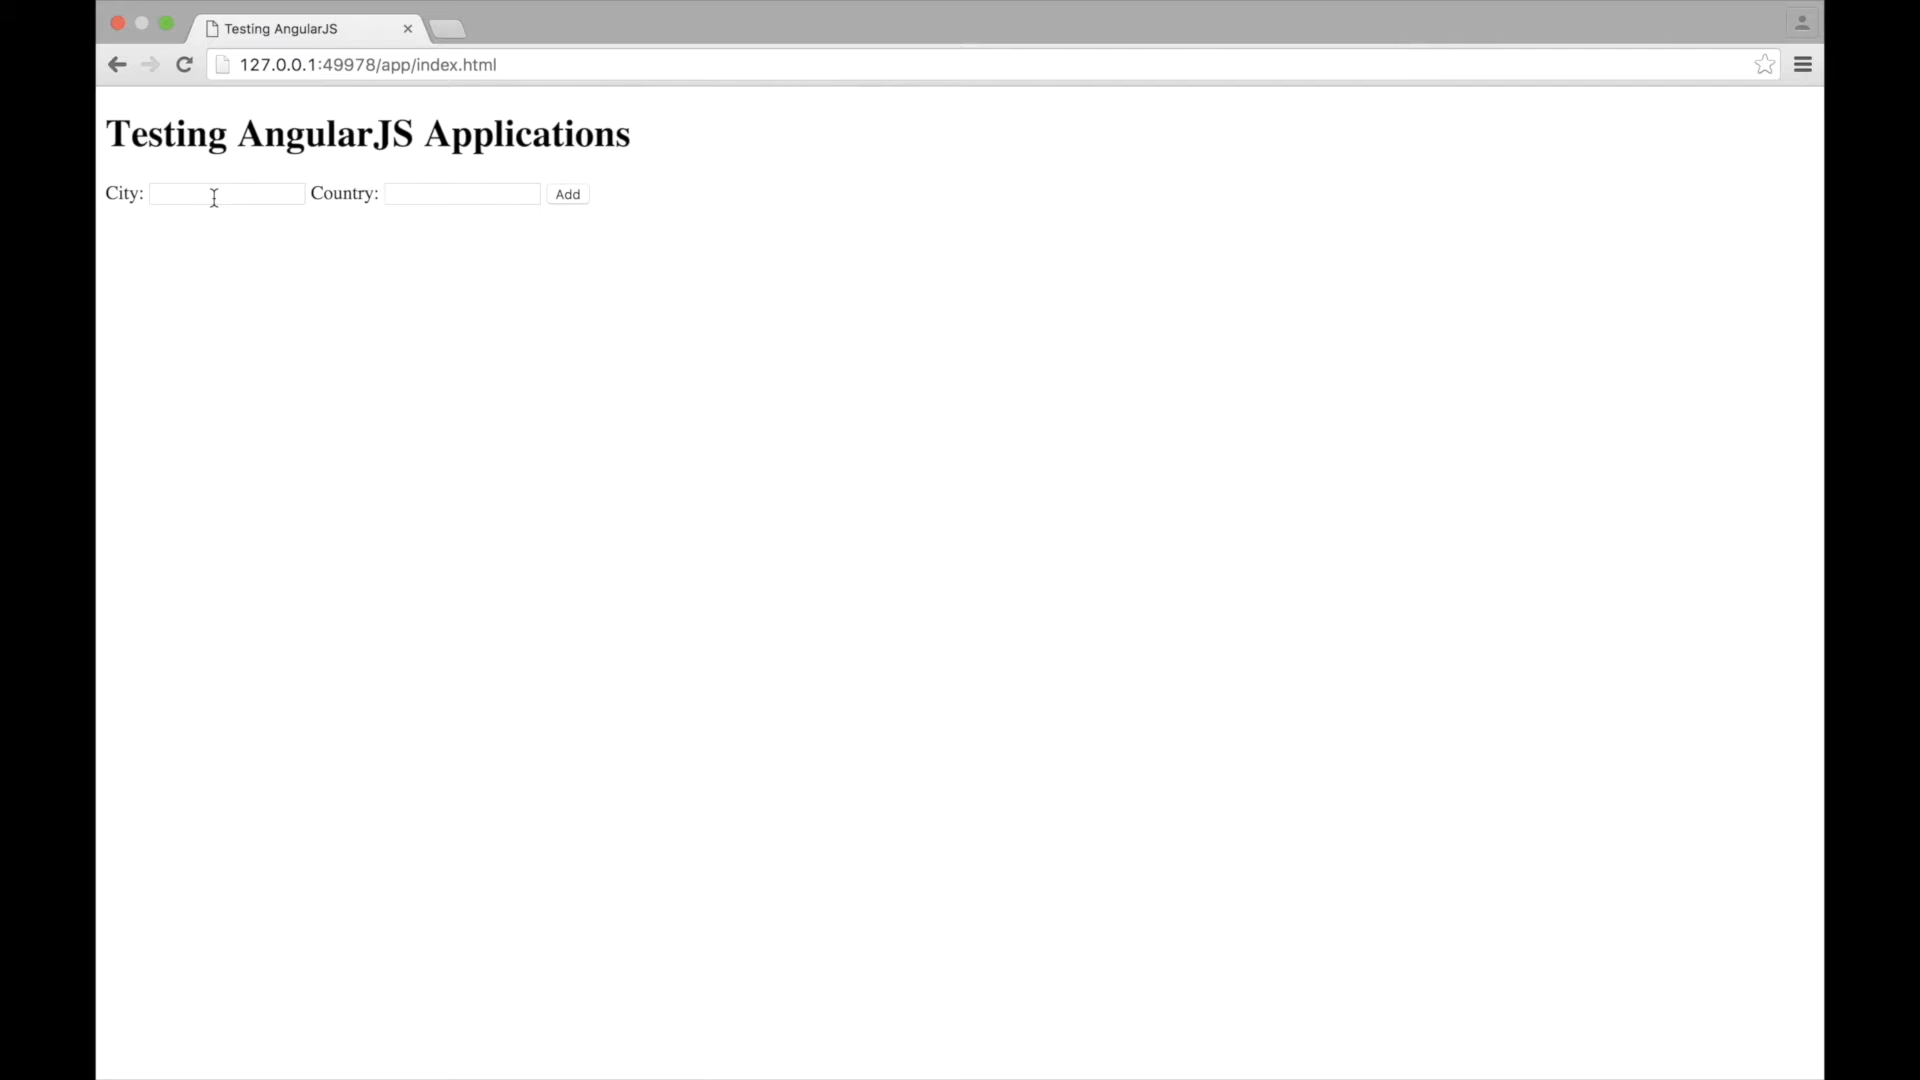 Testing AngularJS
127.0.0.1:49978/app/index.html
Testing AngularJS Applications
City: Country: Add